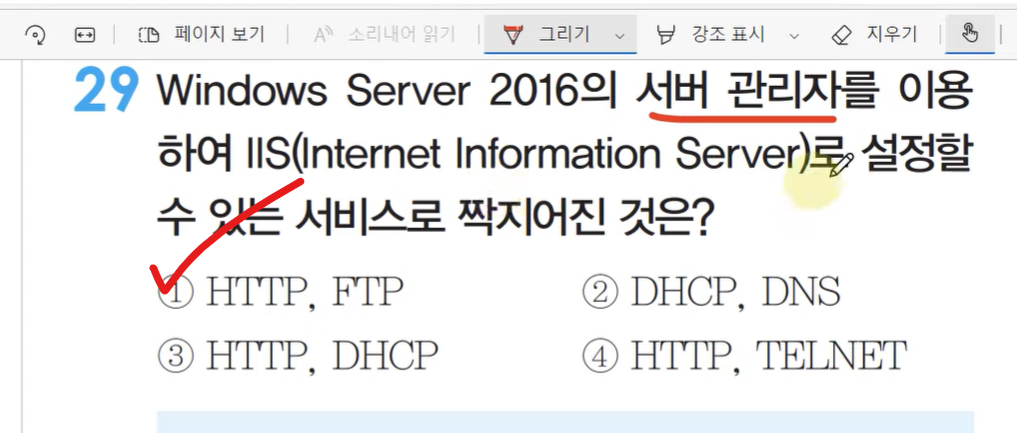 페이지 보기 소리내어 읽기 그리기 강조 표시 지우기
29 Windows Server 2016의 서버 관리자를 이용
하여 IIS(Internet Information Server)로 설정할
수 있는 서비스로 짝지어진 것은?
① HTTP, FTP ② DHCP, DNS
③ HTTP, DHCP ④ HTTP, TELNET